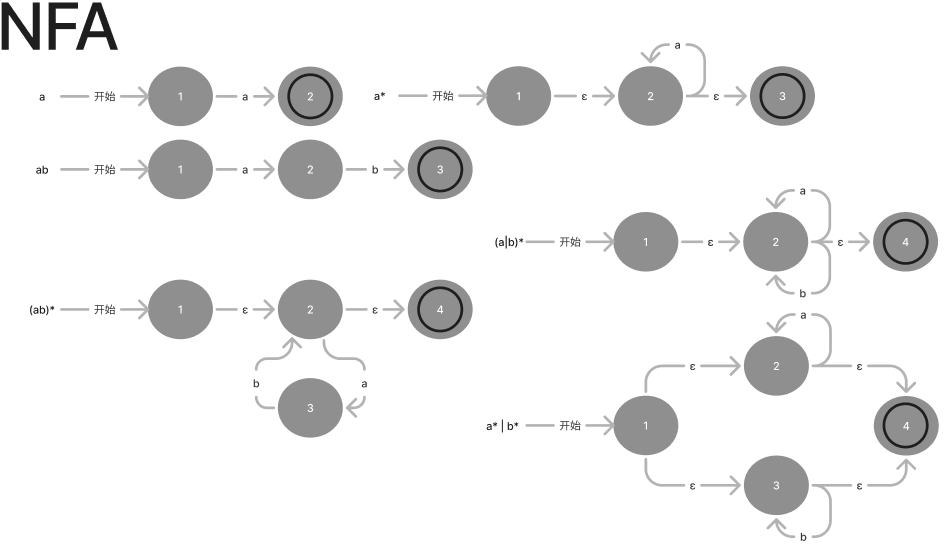 NFA
a 开始 1 a 2
a* 开始 1 ε 2 a ε 3
ab 开始 1 a 2 b 3
(a|b)* 开始 1 ε 2 a b ε 4
(ab)* 开始 1 ε 2 ε 4
b a
3
a* | b* 开始 1
ε 2 a ε
4
ε 3 b ε